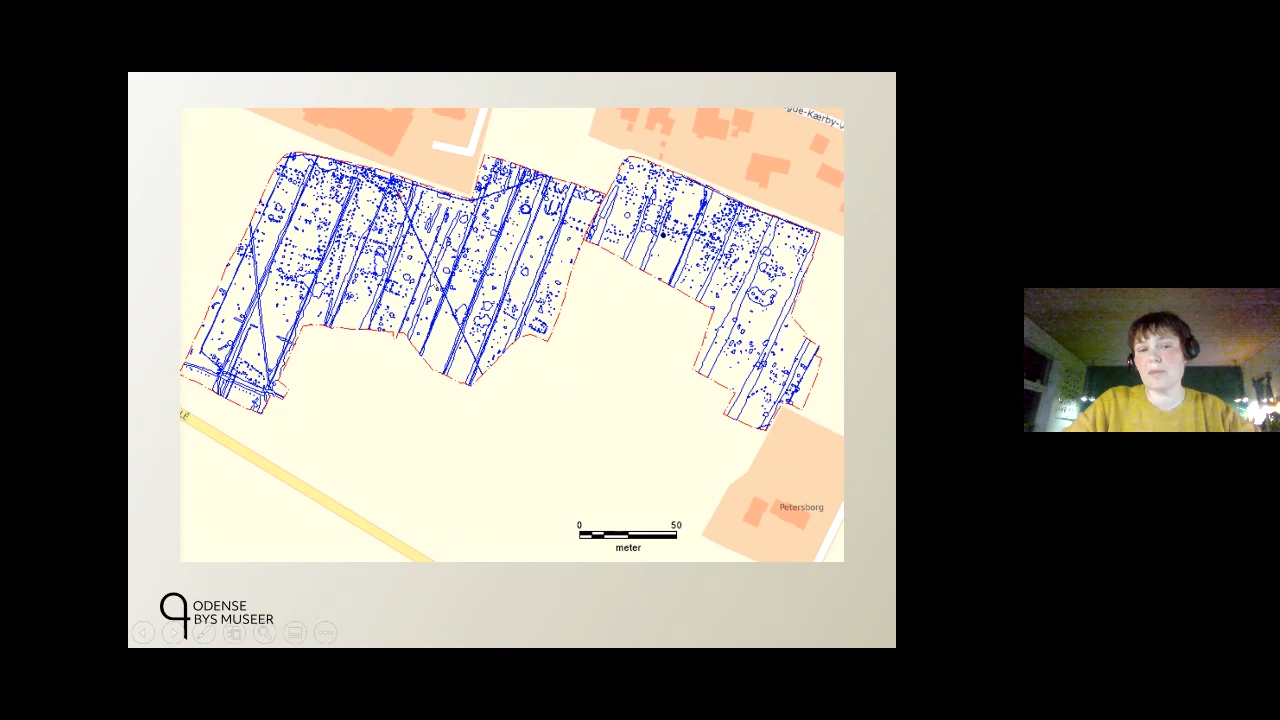 gde-Kærby-v
0 50
meter
Petersborg
ODENSE
BYS MUSEER